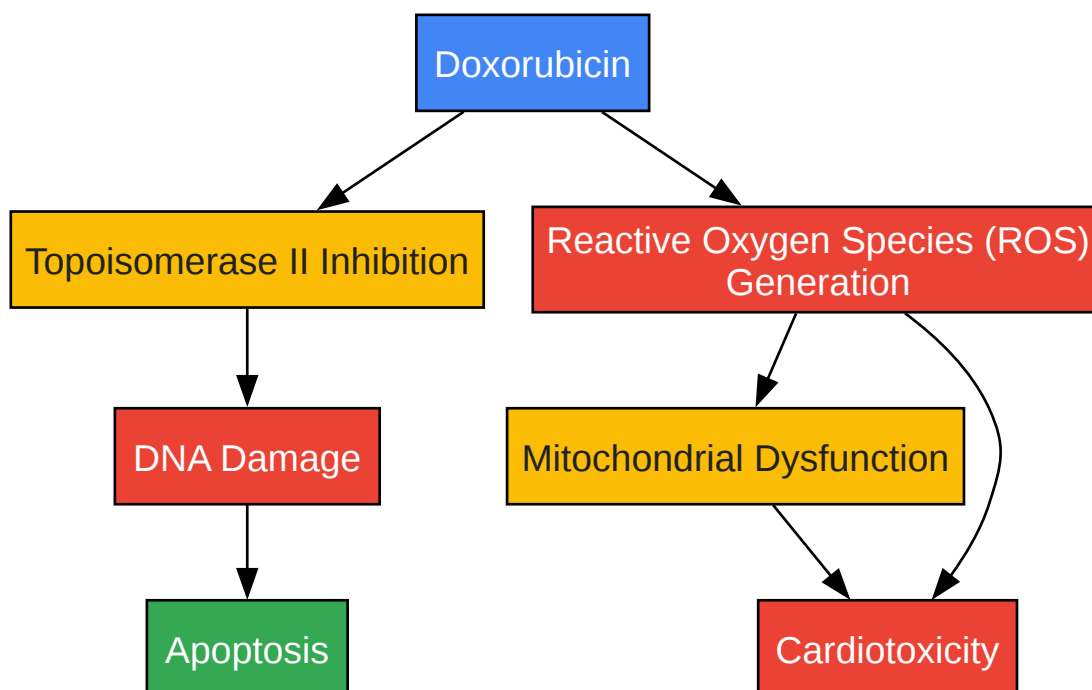 Doxorubicin
Topoisomerase II Inhibition
Reactive Oxygen Species (ROS)
Generation
DNA Damage
Mitochondrial Dysfunction
Apoptosis
Cardiotoxicity